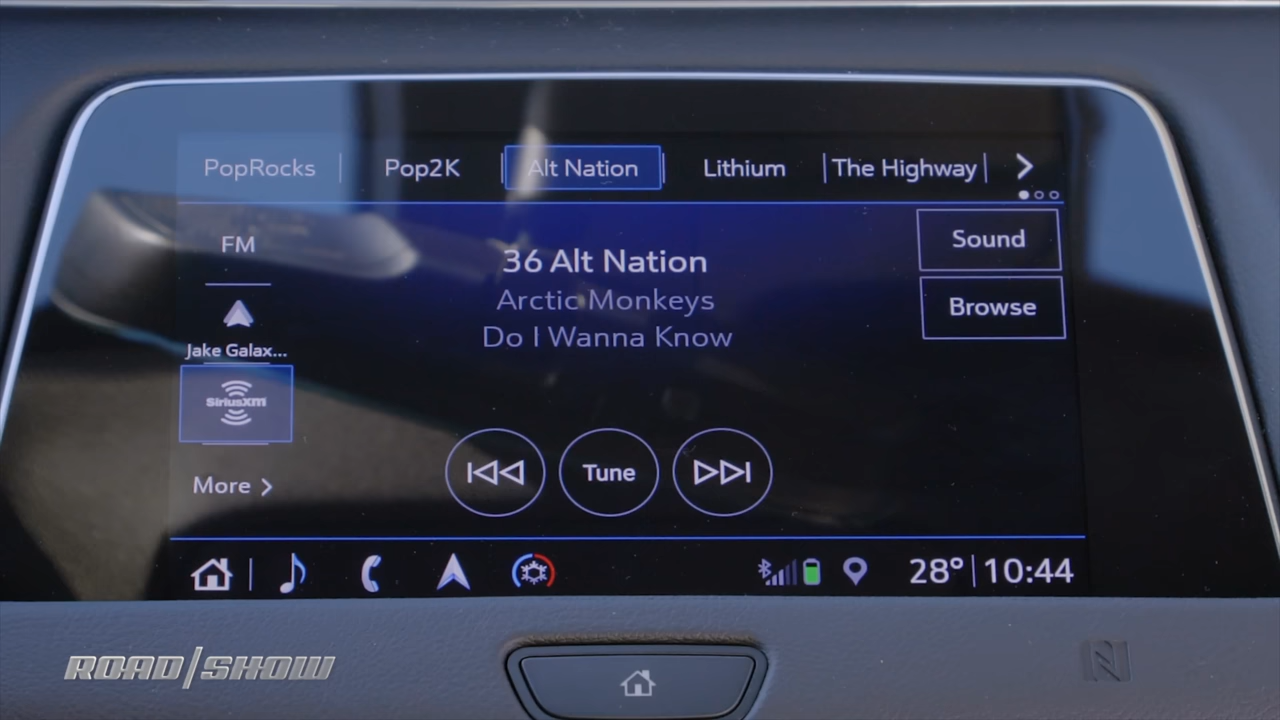 PopRocks
Pop2K
Alt Nation
Lithium
The Highway
FM
36 Alt Nation
Arctic Monkeys
Do I Wanna Know
Sound
Browse
Jake Galax...
SiriusXM
More
Tune
28° 10:44
ROAD/SHOW